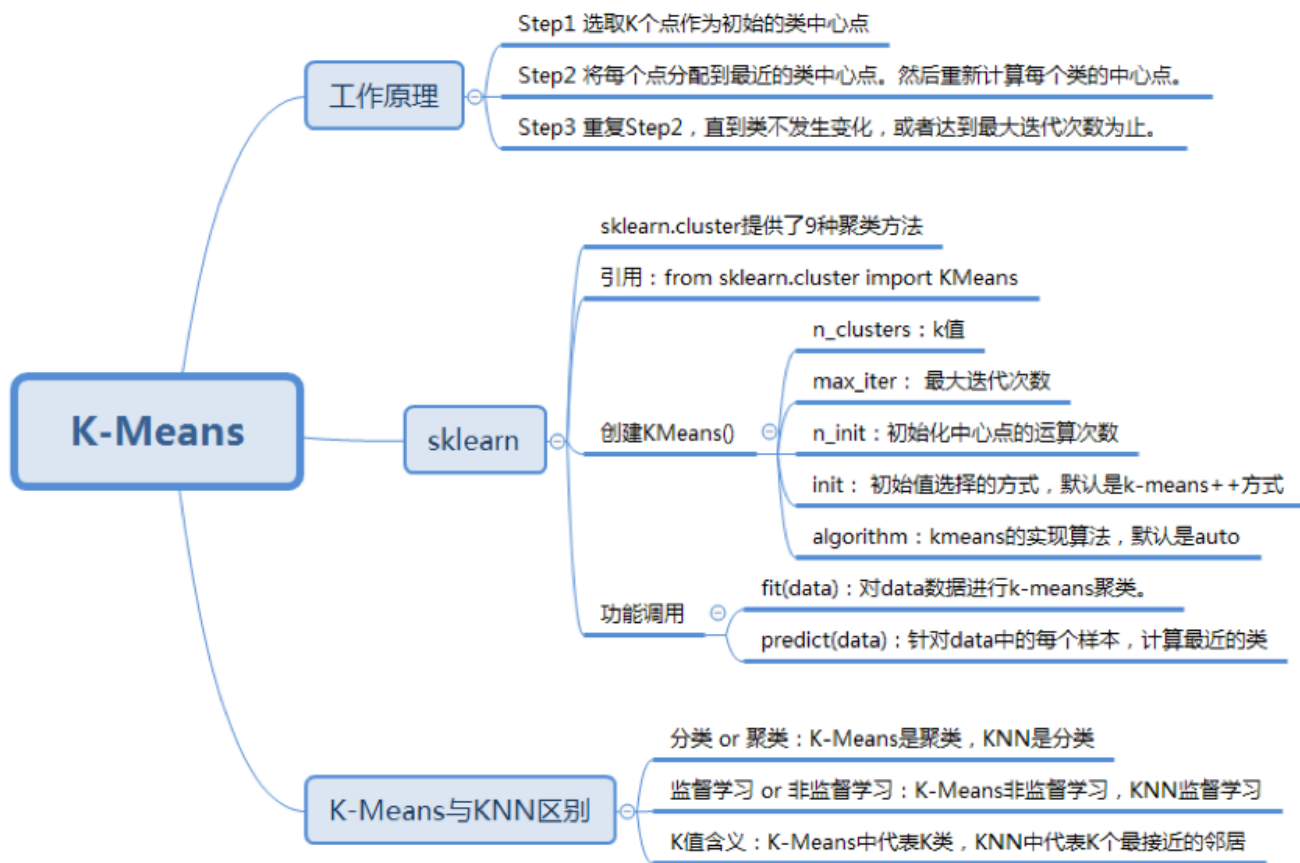 Step1 选取K个点作为初始的类中心点
工作原理
Step2 将每个点分配到最近的类中心点。然后重新计算每个类的中心点。
Step3 重复Step2，直到类不发生变化，或者达到最大迭代次数为止。
sklearn.cluster提供了9种聚类方法
引用：from sklearn.cluster import KMeans
n_clusters：k值
max_iter： 最大迭代次数
K-Means
sklearn
创建KMeans()
n_init：初始化中心点的运算次数
init： 初始值选择的方式，默认是k-means++方式
algorithm：kmeans的实现算法，默认是auto
fit(data)：对data数据进行k-means聚类。
功能调用
predict(data)：针对data中的每个样本，计算最近的类
分类 or 聚类：K-Means是聚类，KNN是分类
K-Means与KNN区别
监督学习 or 非监督学习：K-Means非监督学习，KNN监督学习
K值含义：K-Means中代表K类，KNN中代表K个最接近的邻居